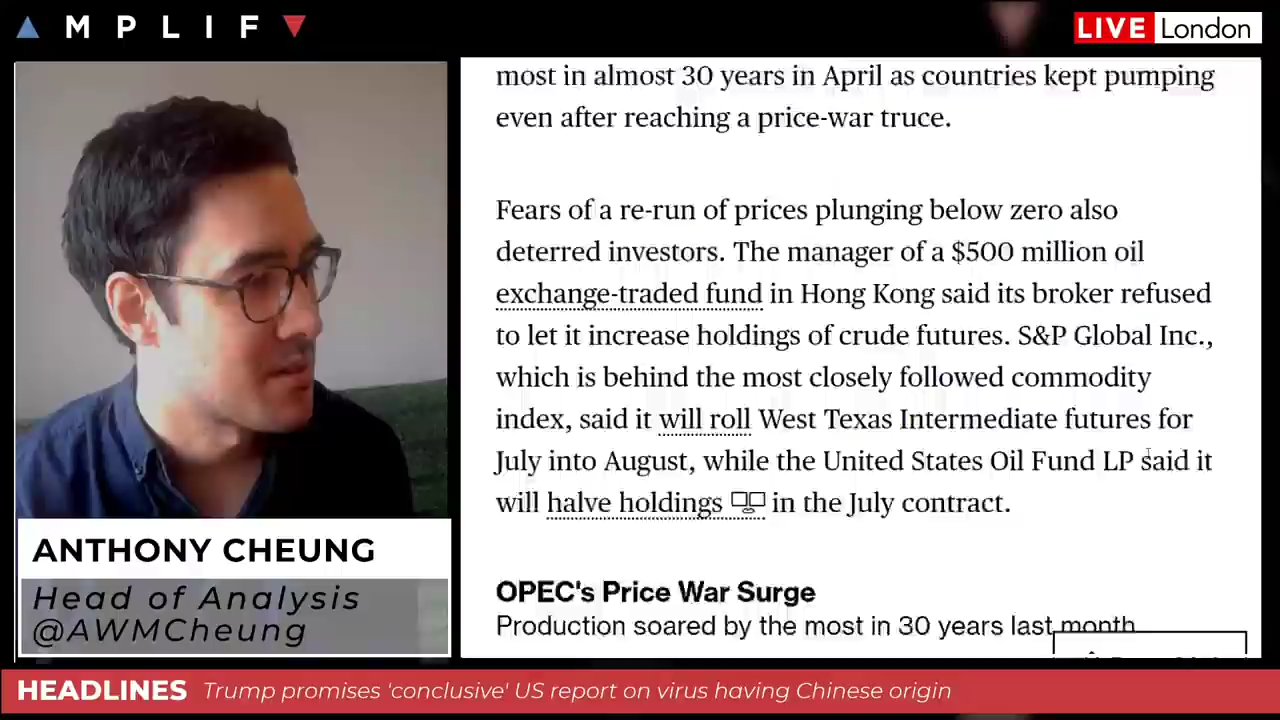 AMPLIFY
LIVE London
most in almost 30 years in April as countries kept pumping
even after reaching a price-war truce.
Fears of a re-run of prices plunging below zero also
deterred investors. The manager of a $500 million oil
exchange-traded fund in Hong Kong said its broker refused
to let it increase holdings of crude futures. S&P Global Inc.,
which is behind the most closely followed commodity
index, said it will roll West Texas Intermediate futures for
July into August, while the United States Oil Fund LP said it
will halve holdings in the July contract.
OPEC's Price War Surge
Production soared by the most in 30 years last month
ANTHONY CHEUNG
Head of Analysis
@AWMCheung
HEADLINES Trump promises 'conclusive' US report on virus having Chinese origin